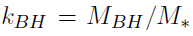 k_{BH} = M_{BH}/M_*